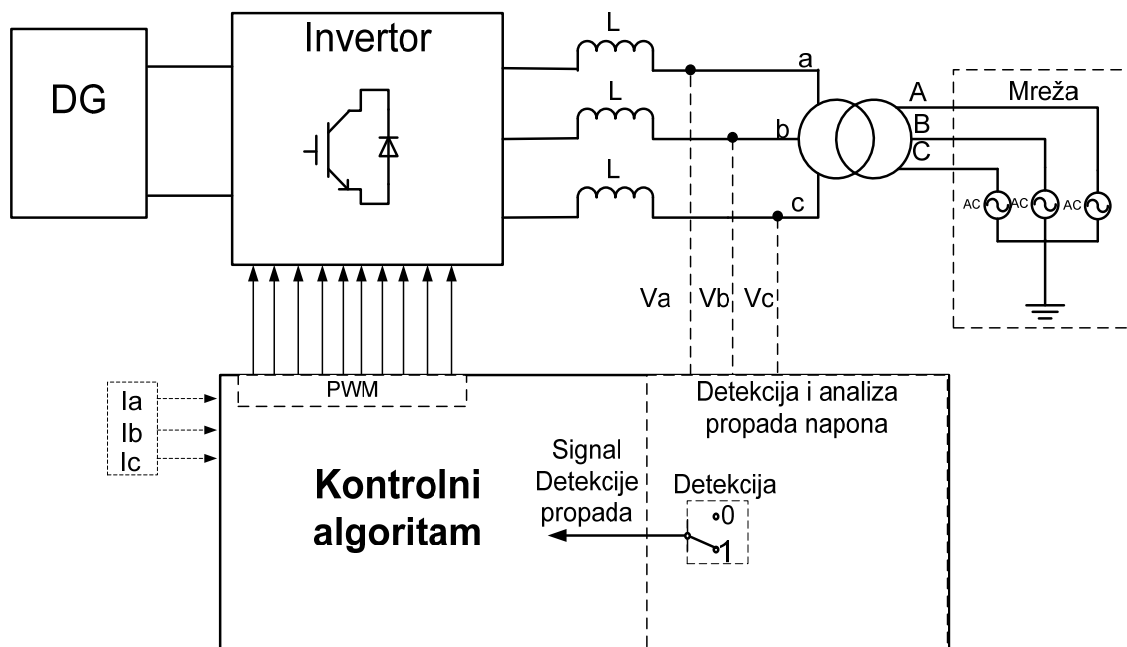 DG
Invertor
L
L
L
a
b
c
A
B
C
Mreža
AC
AC
AC
Va
Vb
Vc
Ia
Ib
Ic
PWM
Kontrolni
algoritam
Signal
Detekcije
propada
Detekcija i analiza
propada napona
Detekcija
0
1